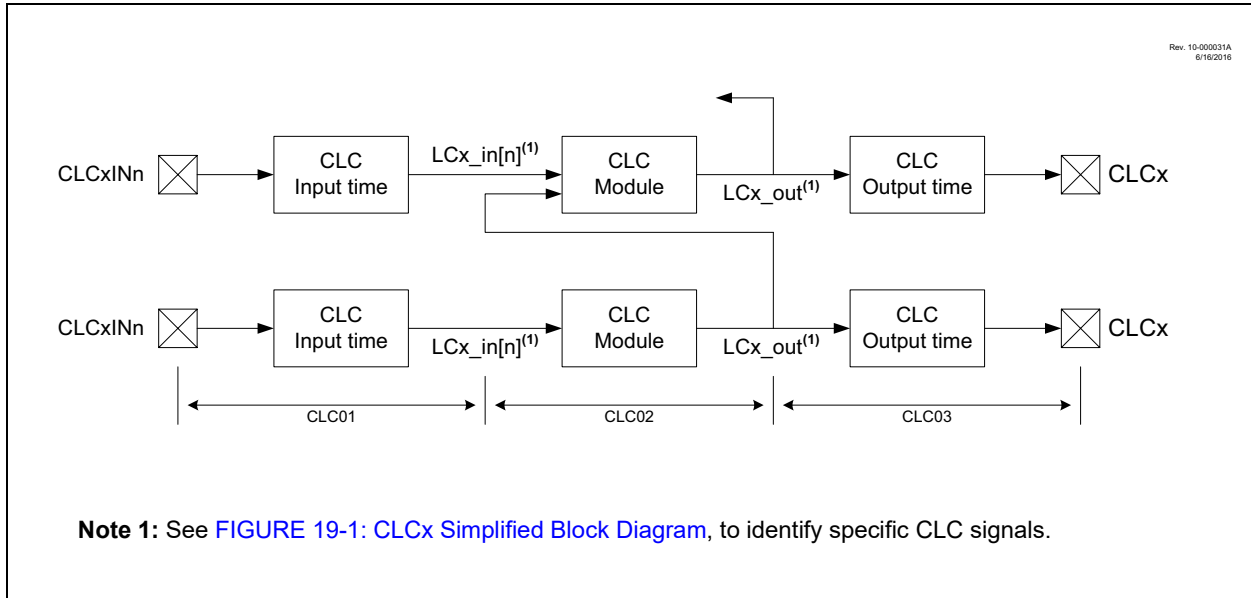 Rev. 10-000031A
6/16/2016
CLCxINn
CLC
Input time
LCx_in[n](1)
CLC
Module
LCx_out(1)
CLC
Output time
CLCx
CLCxINn
CLC
Input time
LCx_in[n](1)
CLC
Module
LCx_out(1)
CLC
Output time
CLCx
CLC01
CLC02
CLC03
Note 1: See FIGURE 19-1: CLCx Simplified Block Diagram, to identify specific CLC signals.